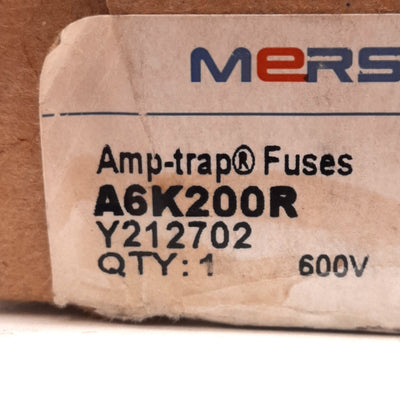 MERS
Amp-trap® Fuses
A6K200R
Y212702
QTY: 1 600V